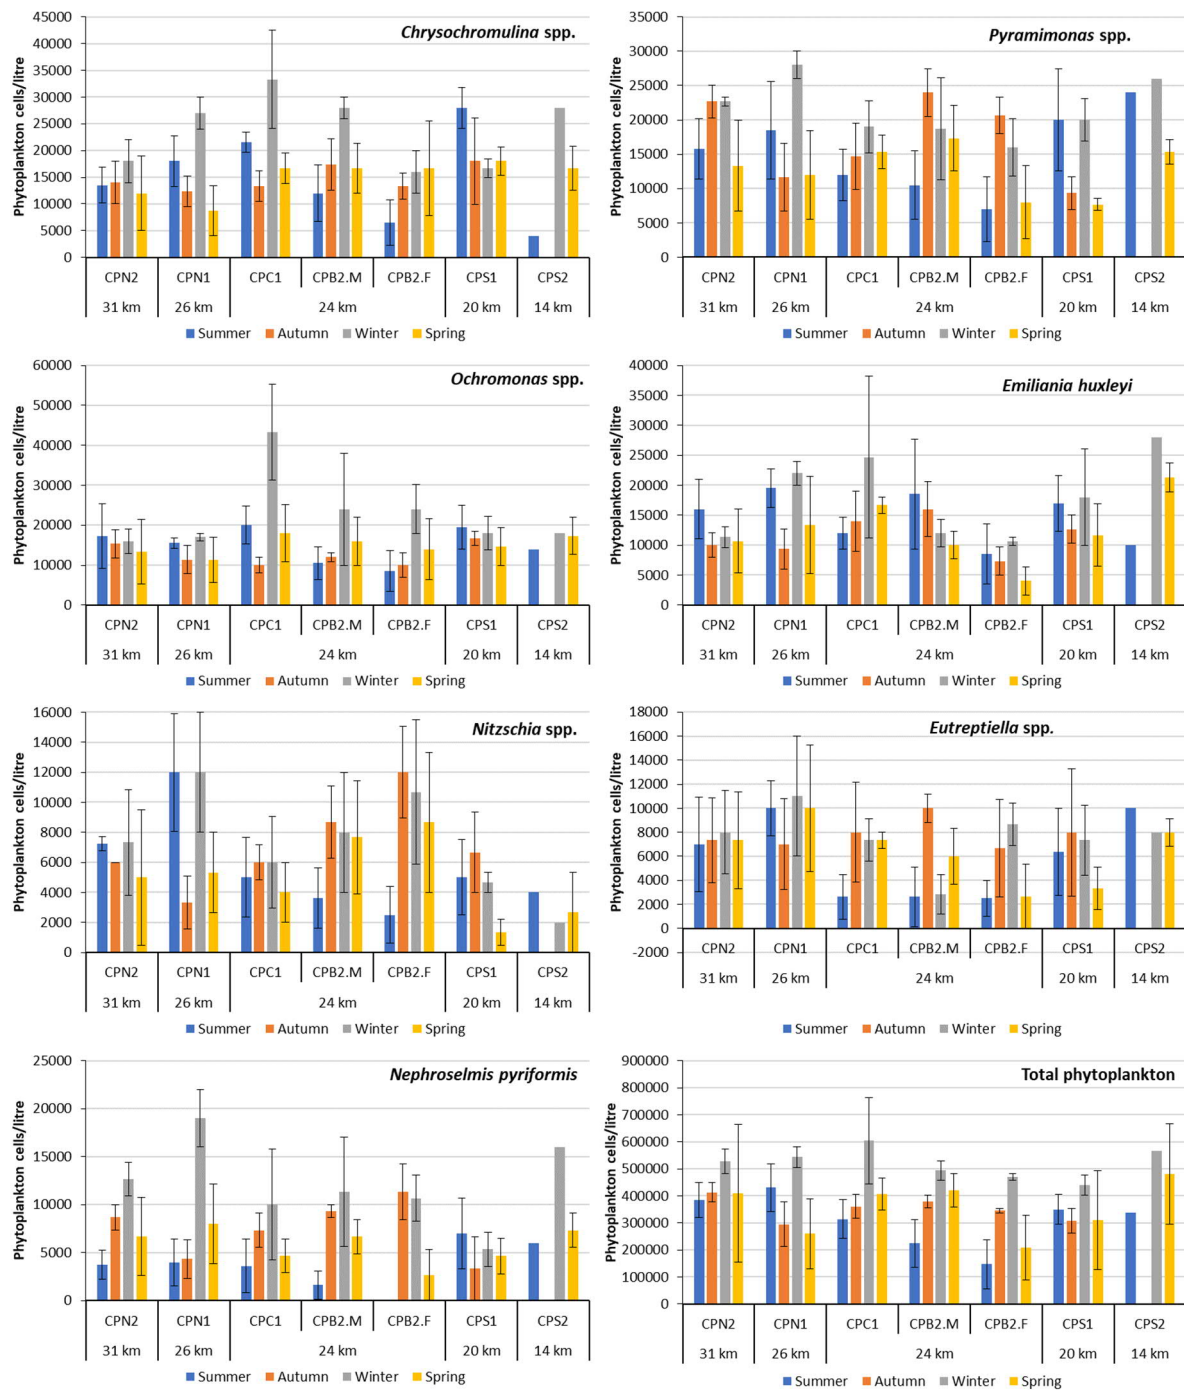 Chrysochromulina spp.
Phytoplankton cells/litre
45000
40000
35000
30000
25000
20000
15000
10000
5000
0
CPN2 CPN1 CPC1 CPB2.M CPB2.F CPS1 CPS2
31 km 26 km 24 km 20 km 14 km
Summer Autumn Winter Spring
Pyramimonas spp.
Phytoplankton cells/litre
35000
30000
25000
20000
15000
10000
5000
0
CPN2 CPN1 CPC1 CPB2.M CPB2.F CPS1 CPS2
31 km 26 km 24 km 20 km 14 km
Summer Autumn Winter Spring
Ochromonas spp.
Phytoplankton cells/litre
60000
50000
40000
30000
20000
10000
0
CPN2 CPN1 CPC1 CPB2.M CPB2.F CPS1 CPS2
31 km 26 km 24 km 20 km 14 km
Summer Autumn Winter Spring
Emiliania huxleyi
Phytoplankton cells/litre
40000
35000
30000
25000
20000
15000
10000
5000
0
CPN2 CPN1 CPC1 CPB2.M CPB2.F CPS1 CPS2
31 km 26 km 24 km 20 km 14 km
Summer Autumn Winter Spring
Nitzschia spp.
Phytoplankton cells/litre
16000
14000
12000
10000
8000
6000
4000
2000
0
CPN2 CPN1 CPC1 CPB2.M CPB2.F CPS1 CPS2
31 km 26 km 24 km 20 km 14 km
Summer Autumn Winter Spring
Eutreptiella spp.
Phytoplankton cells/litre
18000
16000
14000
12000
10000
8000
6000
4000
2000
0
-2000
CPN2 CPN1 CPC1 CPB2.M CPB2.F CPS1 CPS2
31 km 26 km 24 km 20 km 14 km
Summer Autumn Winter Spring
Nephroselmis pyriformis
Phytoplankton cells/litre
25000
20000
15000
10000
5000
0
CPN2 CPN1 CPC1 CPB2.M CPB2.F CPS1 CPS2
31 km 26 km 24 km 20 km 14 km
Summer Autumn Winter Spring
Total phytoplankton
Phytoplankton cells/litre
900000
800000
700000
600000
500000
400000
300000
200000
100000
0
CPN2 CPN1 CPC1 CPB2.M CPB2.F CPS1 CPS2
31 km 26 km 24 km 20 km 14 km
Summer Autumn Winter Spring